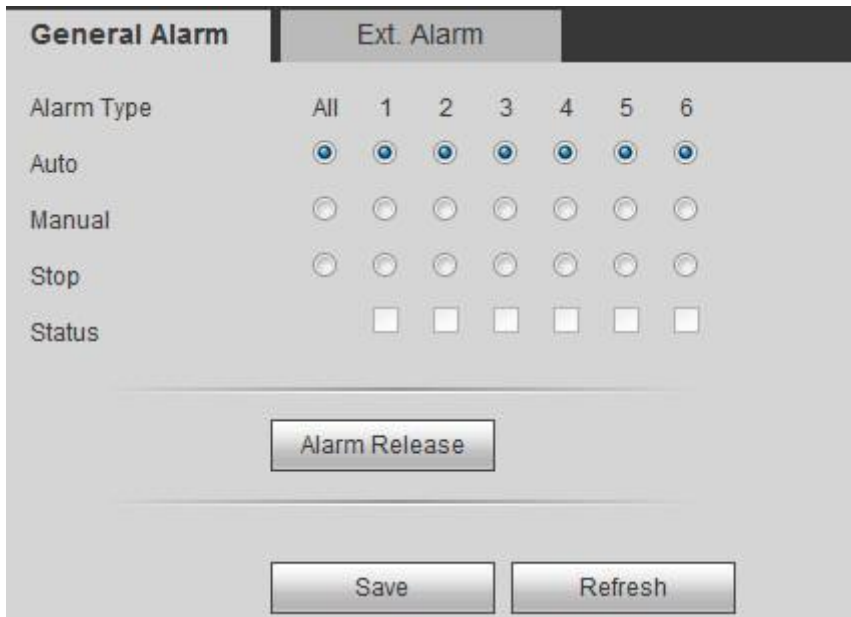 General Alarm Ext. Alarm
Alarm Type All 1 2 3 4 5 6
Auto
Manual
Stop
Status
Alarm Release
Save Refresh